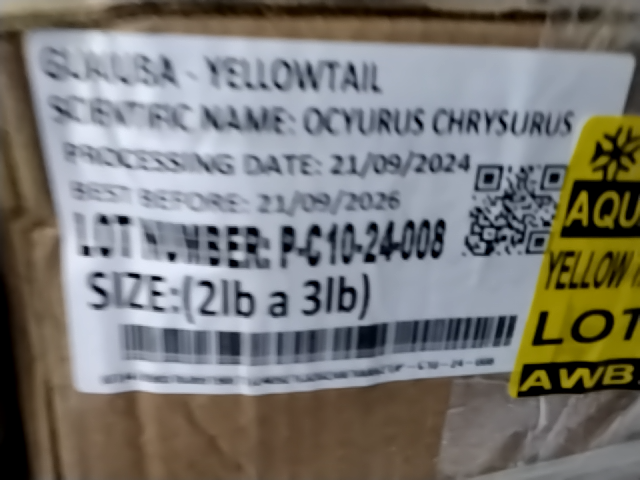 GUAIUBA - YELLOWTAIL
SCIENTIFIC NAME: OCYURUS CHRYSURUS
PROCESSING DATE: 21/09/2024
BEST BEFORE: 21/09/2026
LOT NUMBER: P-C10-24-008
SIZE:(2lb a 3lb)
AQU
YELLOW
LOT
AWB